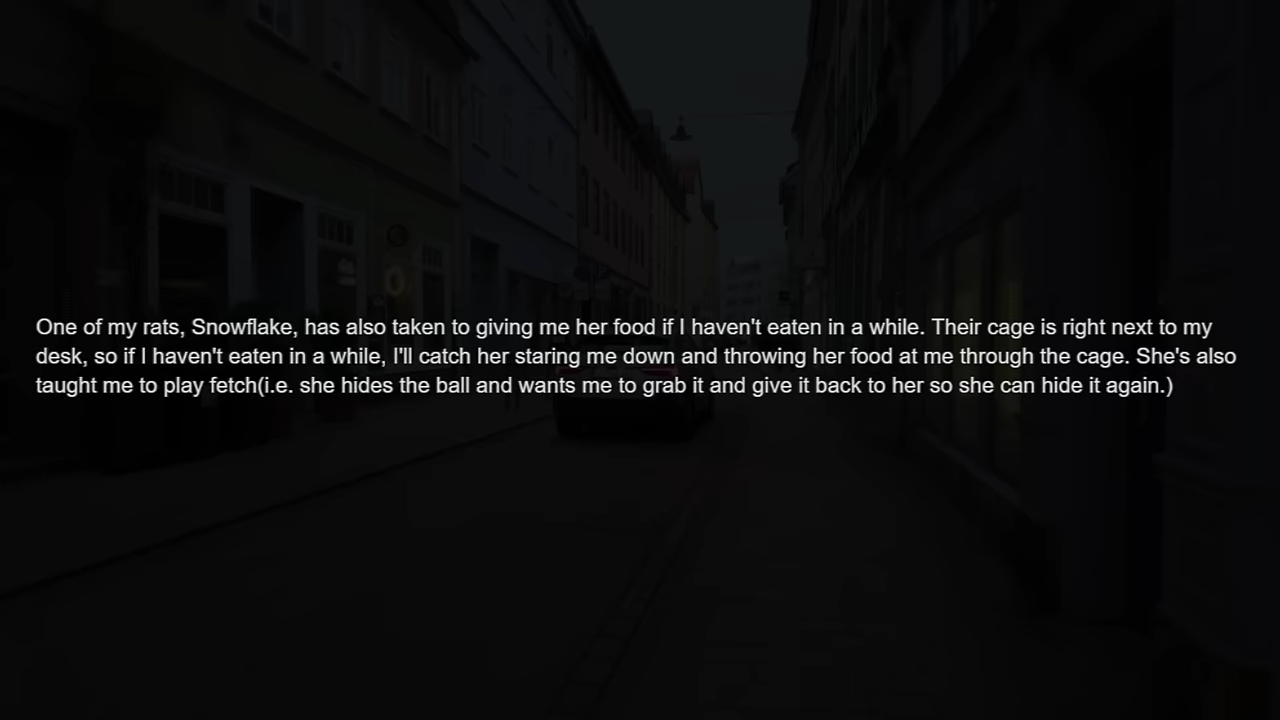 One of my rats, Snowflake, has also taken to giving me her food if I haven't eaten in a while. Their cage is right next to my
desk, so if I haven't eaten in a while, I'll catch her staring me down and throwing her food at me through the cage. She's also
taught me to play fetch(i.e. she hides the ball and wants me to grab it and give it back to her so she can hide it again.)